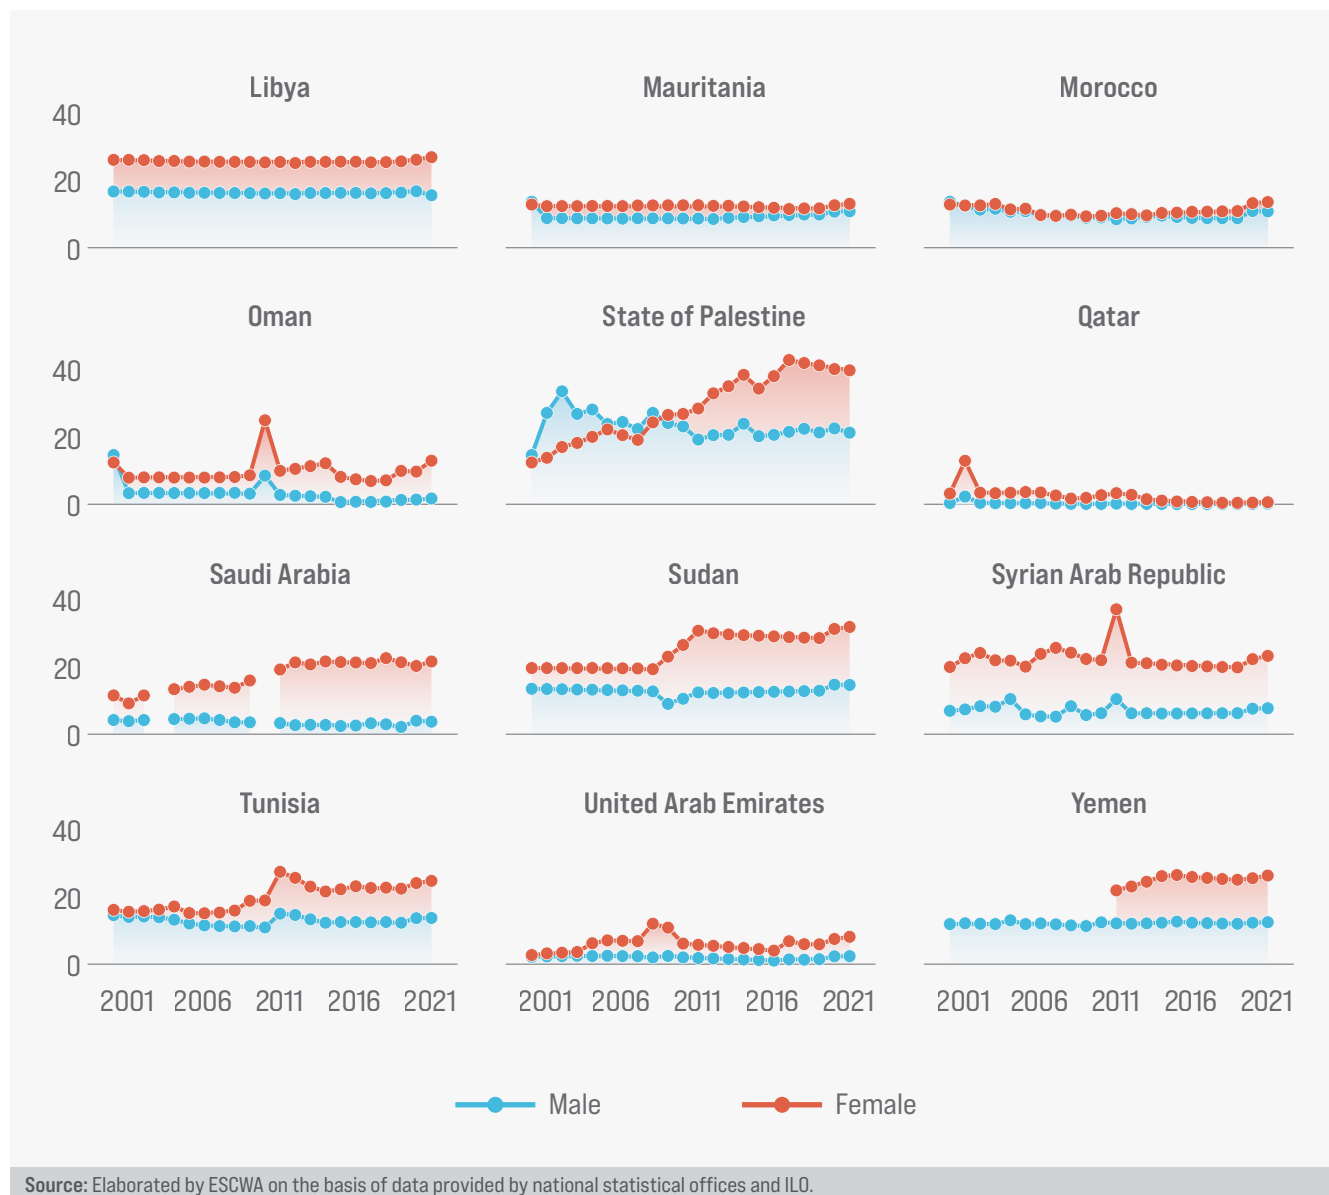 Libya
Mauritania
Morocco
40
20
0
Oman
State of Palestine
Qatar
40
20
0
Saudi Arabia
Sudan
Syrian Arab Republic
40
20
0
Tunisia
United Arab Emirates
Yemen
40
20
0
2001 2006 2011 2016 2021
2001 2006 2011 2016 2021
2001 2006 2011 2016 2021
Male
Female
Source: Elaborated by ESCWA on the basis of data provided by national statistical offices and ILO.